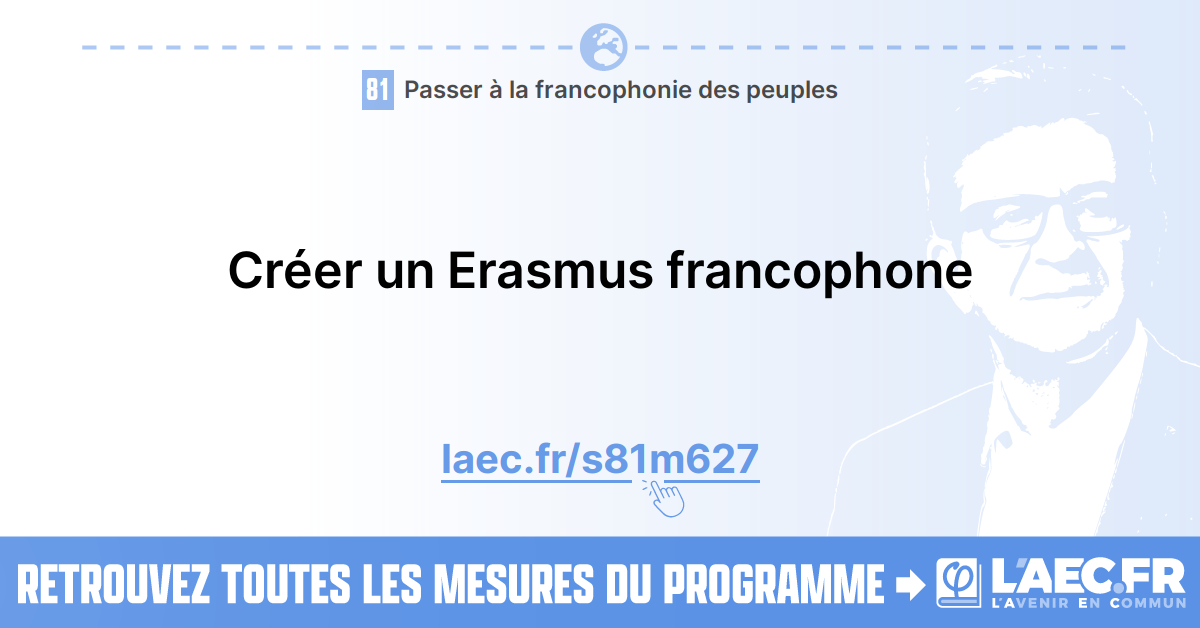 81 Passer à la francophonie des peuples
Créer un Erasmus francophone
laec.fr/s81m627
RETROUVEZ TOUTES LES MESURES DU PROGRAMME
φ L'AEC.FR
L'AVENIR EN COMMUN